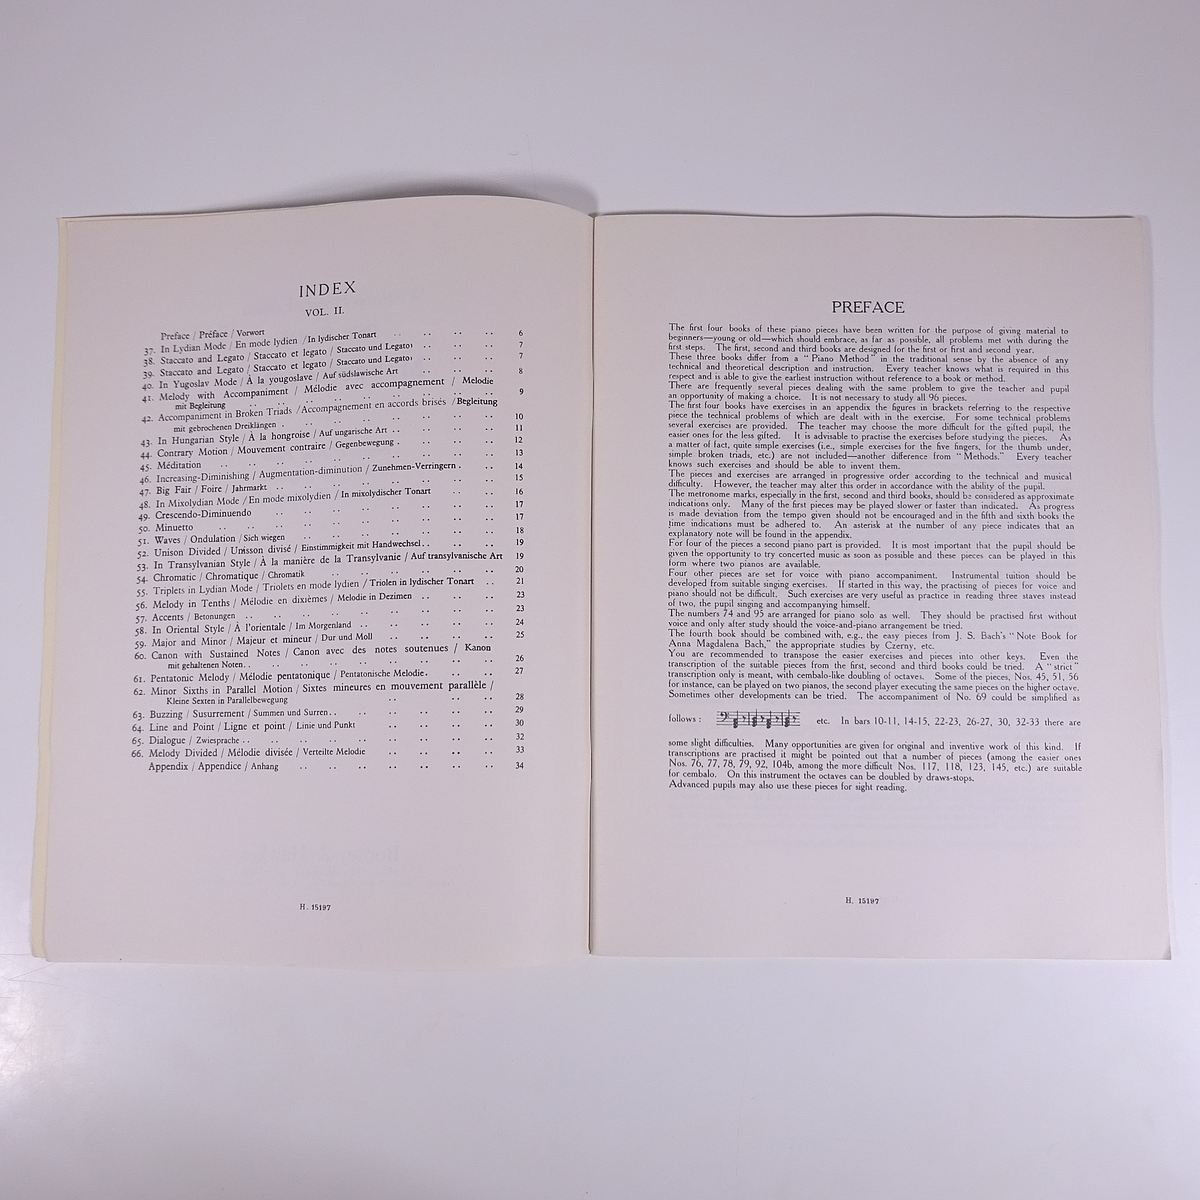 INDEX
VOL. II.
Preface / Préface / Vorwort .. .. .. .. 6
37. In Lydian Mode / En mode lydien / In lydischer Tonart .. .. .. 7
38. Staccato and Legato / Staccato et legato / Staccato und Legato .. .. .. 7
39. Staccato and Legato / Staccato et legato / Staccato und Legato .. .. .. 8
40. In Yugoslav Mode / À la yougoslave / Auf südslawische Art .. .. ..
41. Melody with Accompaniment / Mélodie avec accompagnement / Melodie
mit Begleitung .. .. .. .. .. .. .. 9
42. Accompaniment in Broken Triads / Accompagnement en accords brisés / Begleitung
mit gebrochenen Dreiklängen .. .. .. .. .. 10
43. In Hungarian Style / À la hongroise / Auf ungarische Art .. .. .. 11
44. Contrary Motion / Mouvement contraire / Gegenbewegung .. .. .. 12
45. Méditation .. .. .. .. .. .. 13
46. Increasing-Diminishing / Augmentation-diminution / Zunehmen-Verringern . .. 14
47. Big Fair / Foire / Jahrmarkt .. .. .. .. .. 15
48. In Mixolydian Mode / En mode mixolydien / In mixolydischer Tonart .. .. 16
49. Crescendo-Diminuendo .. .. .. .. .. 17
50. Minuetto .. .. .. .. .. .. 17
51. Waves / Ondulation / Sich wiegen .. .. .. .. 18
52. Unison Divided / Unisson divisé / Einstimmigkeit mit Handwechsel .. .. .. 19
53. In Transylvanian Style / À la manière de la Transylvanie / Auf transylvanische Art 19
54. Chromatic / Chromatique / Chromatik .. .. .. .. 20
55. Triplets in Lydian Mode / Triolets en mode lydien / Triolen in lydischer Tonart .. 21
56. Melody in Tenths / Mélodie en dixièmes / Melodie in Dezimen .. .. .. 23
57. Accents / Betonungen .. .. .. .. .. .. 23
58. In Oriental Style / À l'orientale / Im Morgenland .. .. .. .. 24
59. Major and Minor / Majeur et mineur / Dur und Moll .. .. .. 25
60. Canon with Sustained Notes / Canon avec des notes soutenues / Kanon
mit gehaltenen Noten .. .. .. .. .. .. 26
61. Pentatonic Melody / Mélodie pentatonique / Pentatonische Melodie .. .. .. 27
62. Minor Sixths in Parallel Motion / Sixtes mineures en mouvement parallèle /
Kleine Sexten in Parallelbewegung .. .. .. .. 28
63. Buzzing / Susurrement / Summen und Surren .. .. .. .. .. 29
64. Line and Point / Ligne et point / Linie und Punkt .. .. .. 30
65. Dialogue / Zwiesprache .. .. .. .. .. .. 32
66. Melody Divided / Mélodie divisée / Verteilte Melodie .. .. .. 33
Appendix / Appendice / Anhang .. .. .. .. .. .. 34
H. 15197
PREFACE
The first four books of these piano pieces have been written for the purpose of giving material to
beginners—young or old—which should embrace, as far as possible, all problems met with during the
first steps. The first, second and third books are designed for the first or first and second year.
These three books differ from a "Piano Method" in the traditional sense by the absence of any
technical and theoretical description and instruction. Every teacher knows what is required in this
respect and is able to give the earliest instruction without reference to a book or method.
There are frequently several pieces dealing with the same problem to give the teacher and pupil
an opportunity of making a choice. It is not necessary to study all 96 pieces.
The first four books have exercises in an appendix the figures in brackets referring to the respective
piece the technical problems of which are dealt with in the exercise. For some technical problems
several exercises are provided. The teacher may choose the more difficult for the gifted pupil, the
easier ones for the less gifted. It is advisable to practise the exercises before studying the pieces. As
a matter of fact, quite simple exercises (i.e., simple exercises for the five fingers, for the thumb under,
simple broken triads, etc.) are not included—another difference from "Methods." Every teacher
knows such exercises and should be able to invent them.
The pieces and exercises are arranged in progressive order according to the technical and musical
difficulty. However, the teacher may alter this order in accordance with the ability of the pupil.
The metronome marks, especially in the first, second and third books, should be considered as approximate
indications only. Many of the first pieces may be played slower or faster than indicated. As progress
is made deviation from the tempo given should not be encouraged and in the fifth and sixth books the
time indications must be adhered to. An asterisk at the number of any piece indicates that an
explanatory note will be found in the appendix.
For four of the pieces a second piano part is provided. It is most important that the pupil should be
given the opportunity to try concerted music as soon as possible and these pieces can be played in this
form where two pianos are available.
Four other pieces are set for voice with piano accompaniment. Instrumental tuition should be
developed from suitable singing exercises. If started in this way, the practising of pieces for voice and
piano should not be difficult. Such exercises are very useful as practice in reading three staves instead
of two, the pupil singing and accompanying himself.
The numbers 74 and 95 are arranged for piano solo as well. They should be practised first without
voice and only after study should the voice-and-piano arrangement be tried.
The fourth book should be combined with, e.g., the easy pieces from J. S. Bach's "Note Book for
Anna Magdalena Bach," the appropriate studies by Czerny, etc.
You are recommended to transpose the easier exercises and pieces into other keys. Even the
transcription of the suitable pieces from the first, second and third books could be tried. A "strict"
transcription only is meant, with cembalo-like doubling of octaves. Some of the pieces, Nos. 45, 51, 56
for instance, can be played on two pianos, the second player executing the same pieces on the higher octave.
Sometimes other developments can be tried. The accompaniment of No. 69 could be simplified as
follows : etc. In bars 10-11, 14-15, 22-23, 26-27, 30, 32-33 there are
some slight difficulties. Many opportunities are given for original and inventive work of this kind. If
transcriptions are practised it might be pointed out that a number of pieces (among the easier ones
Nos. 76, 77, 78, 79, 92, 104b, among the more difficult Nos. 117, 118, 123, 145, etc.) are suitable
for cembalo. On this instrument the octaves can be doubled by draws-stops.
Advanced pupils may also use these pieces for sight reading.
H. 15197